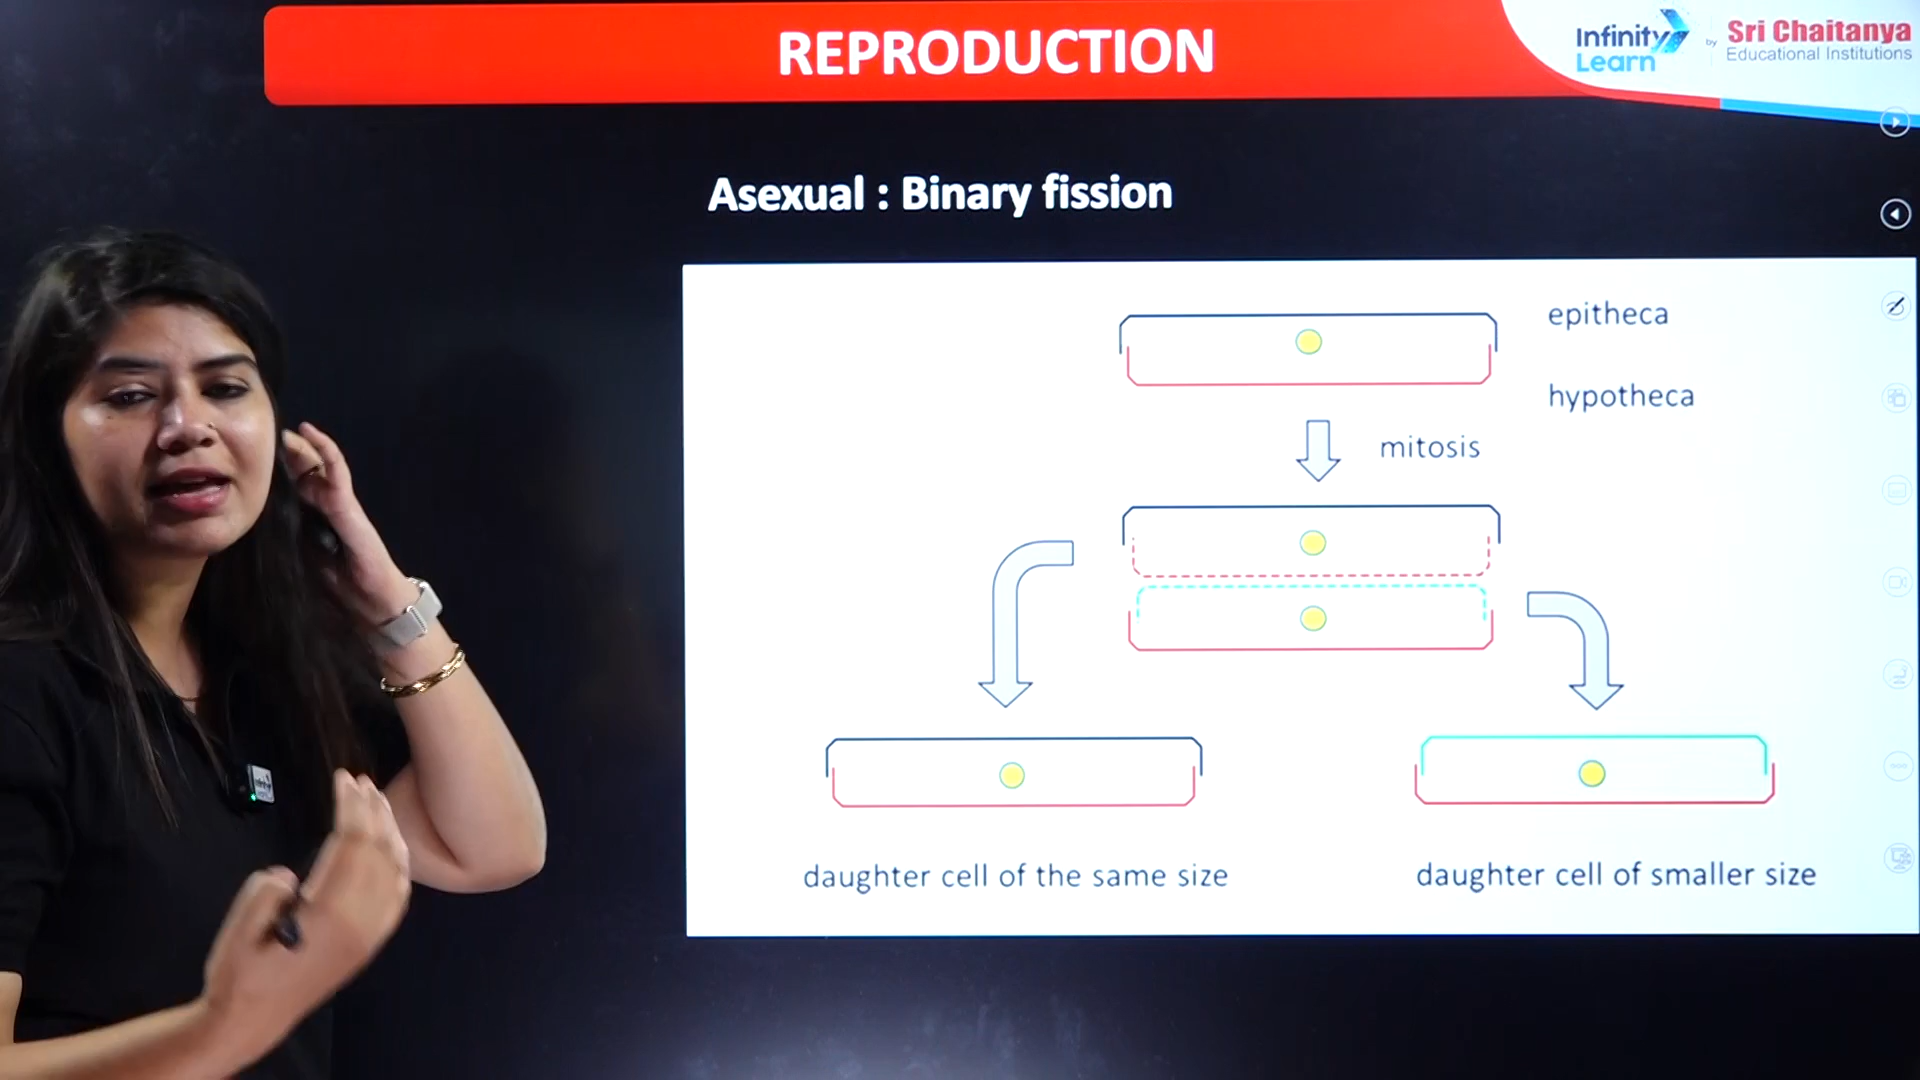 REPRODUCTION
Infinity Learn
by
Sri Chaitanya
Educational Institutions
Asexual : Binary fission
epitheca
hypotheca
mitosis
daughter cell of the same size
daughter cell of smaller size